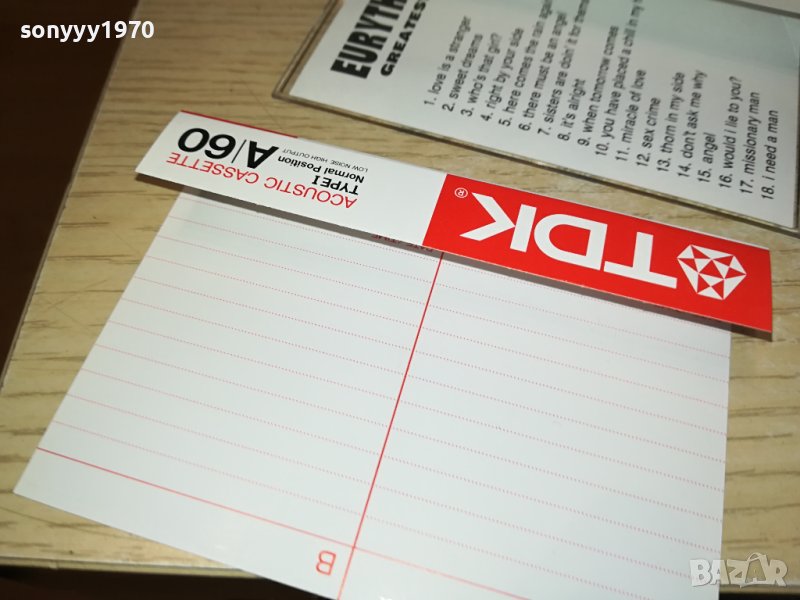 sonyyy1970
EURYTH
GREATES
1. love is a stranger
2. sweet dreams
3. who's that girl?
4. right by your side
5. here comes the rain again
6. there must be an angel
7. sisters are doin' it for them
8. it's alright
9. when tomorrow comes
10. you have placed a chill in my
11. miracle of love
12. sex crime
13. thorn in my side
14. don't ask me why
15. angel
16. would i lie to you?
17. missionary man
18. i need a man
TDK®
ACOUSTIC CASSETTE
TYPE I
Normal Position
A/60
LOW NOISE HIGH OUTPUT
B
BAZAR